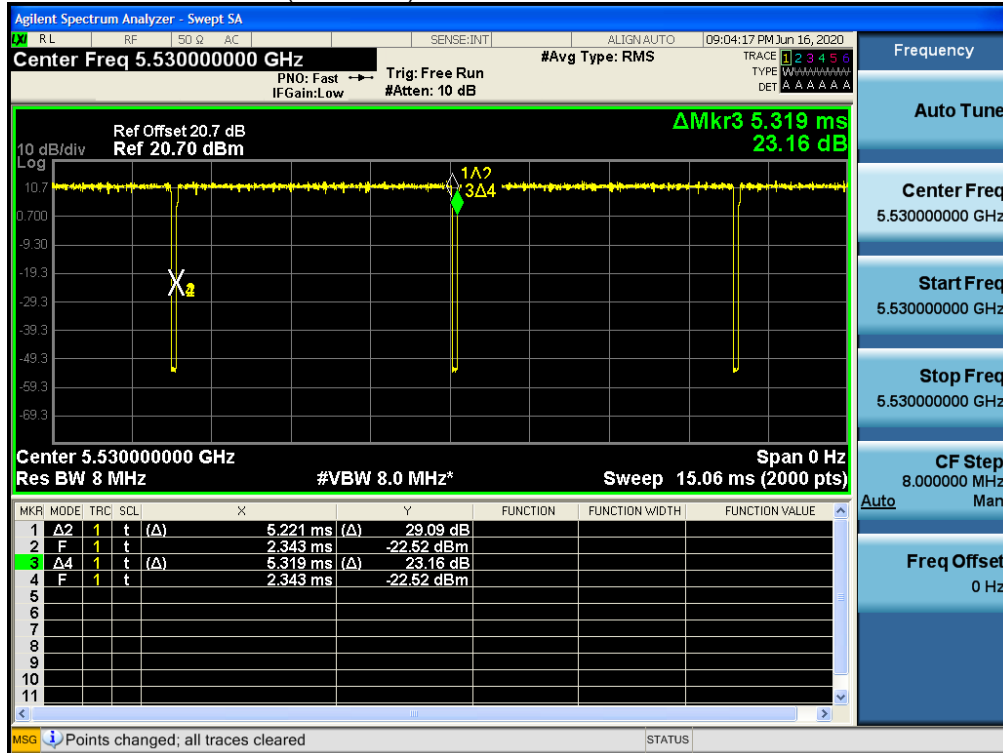 Agilent Spectrum Analyzer - Swept SA
LXI RL RF 50 Ω AC SENSE:INT ALIGN AUTO 09:04:17 PM Jun 16, 2020
Center Freq 5.530000000 GHz #Avg Type: RMS TRACE 1 2 3 4 5 6
PNO: Fast Trig: Free Run TYPE
IFGain:Low #Atten: 10 dB DET A A A A A A
ΔMkr3 5.319 ms
23.16 dB
Ref Offset 20.7 dB
10 dB/div Ref 20.70 dBm
Log
10.7
0.700
-9.30
-19.3
-29.3
-39.3
-49.3
-59.3
-69.3
1Δ2
3Δ4
Center 5.530000000 GHz Span 0 Hz
Res BW 8 MHz #VBW 8.0 MHz* Sweep 15.06 ms (2000 pts)
MKR MODE TRC SCL X Y FUNCTION FUNCTION WIDTH FUNCTION VALUE
1 Δ2 1 t (Δ) 5.221 ms (Δ) 29.09 dB
2 F 1 t 2.343 ms -22.52 dBm
3 Δ4 1 t (Δ) 5.319 ms (Δ) 23.16 dB
4 F 1 t 2.343 ms -22.52 dBm
5
6
7
8
9
10
11
MSG Points changed; all traces cleared STATUS
Frequency
Auto Tune
Center Freq
5.530000000 GHz
Start Freq
5.530000000 GHz
Stop Freq
5.530000000 GHz
CF Step
8.000000 MHz
Auto Man
Freq Offset
0 Hz